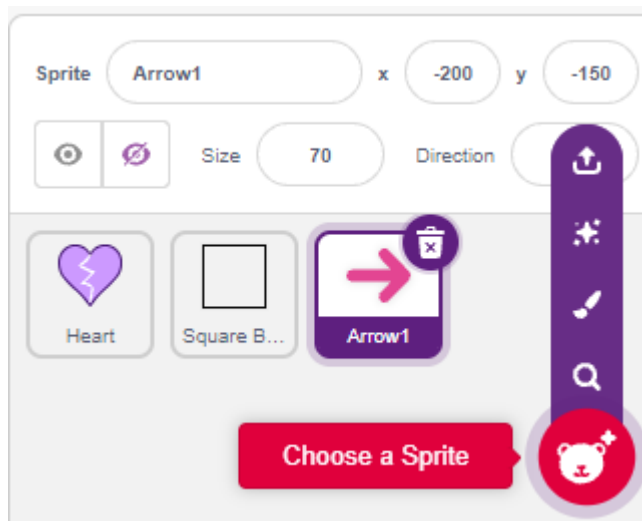 Sprite Arrow1 x -200 y -150
Size 70 Direction
Heart Square B... Arrow1
Choose a Sprite